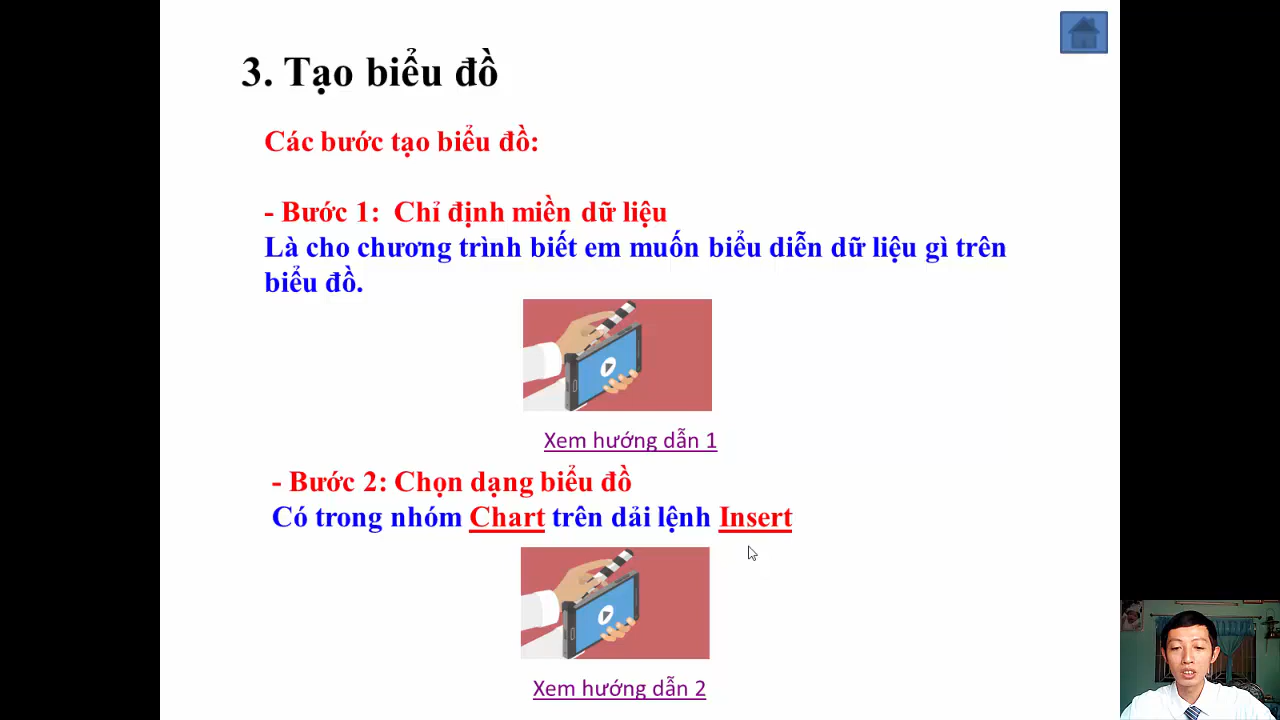 3. Tạo biểu đồ
Các bước tạo biểu đồ:
- Bước 1: Chỉ định miền dữ liệu
Là cho chương trình biết em muốn biểu diễn dữ liệu gì trên
biểu đồ.
Xem hướng dẫn 1
- Bước 2: Chọn dạng biểu đồ
Có trong nhóm Chart trên dải lệnh Insert
Xem hướng dẫn 2